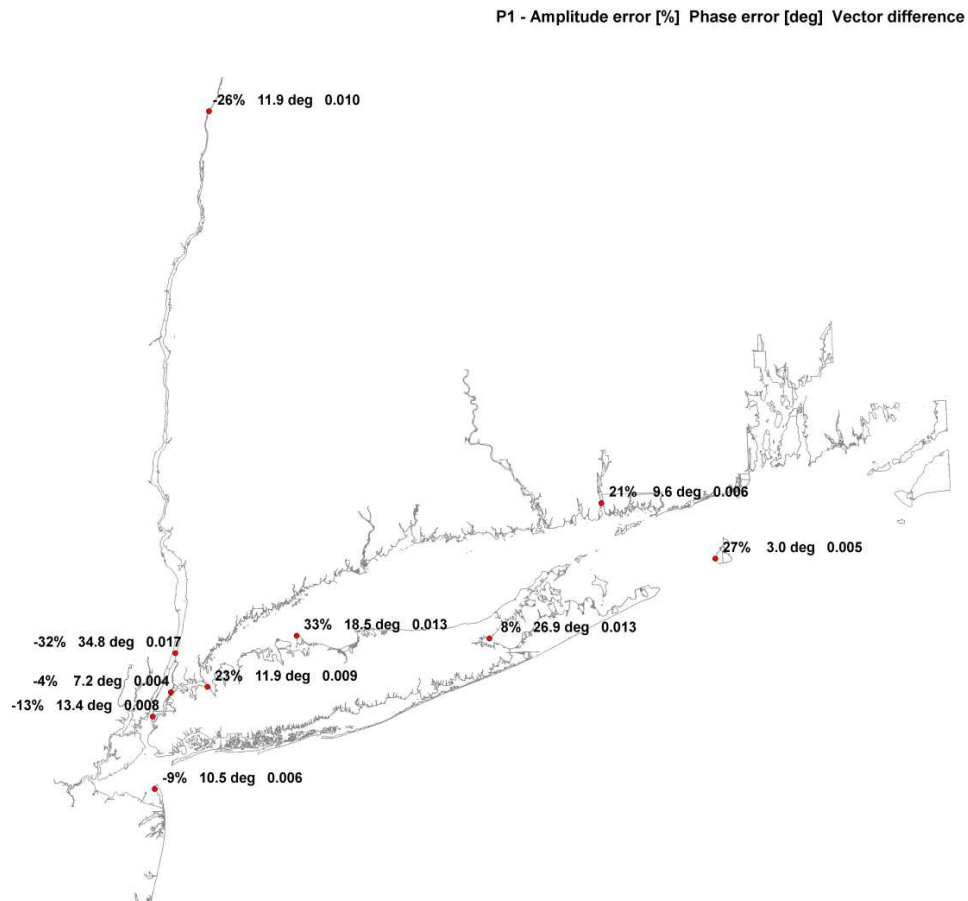 P1 - Amplitude error [%] Phase error [deg] Vector difference
-26% 11.9 deg 0.010
21% 9.6 deg 0.006
27% 3.0 deg 0.005
33% 18.5 deg 0.013
8% 26.9 deg 0.013
-32% 34.8 deg 0.017
23% 11.9 deg 0.009
-4% 7.2 deg 0.004
-13% 13.4 deg 0.008
-9% 10.5 deg 0.006